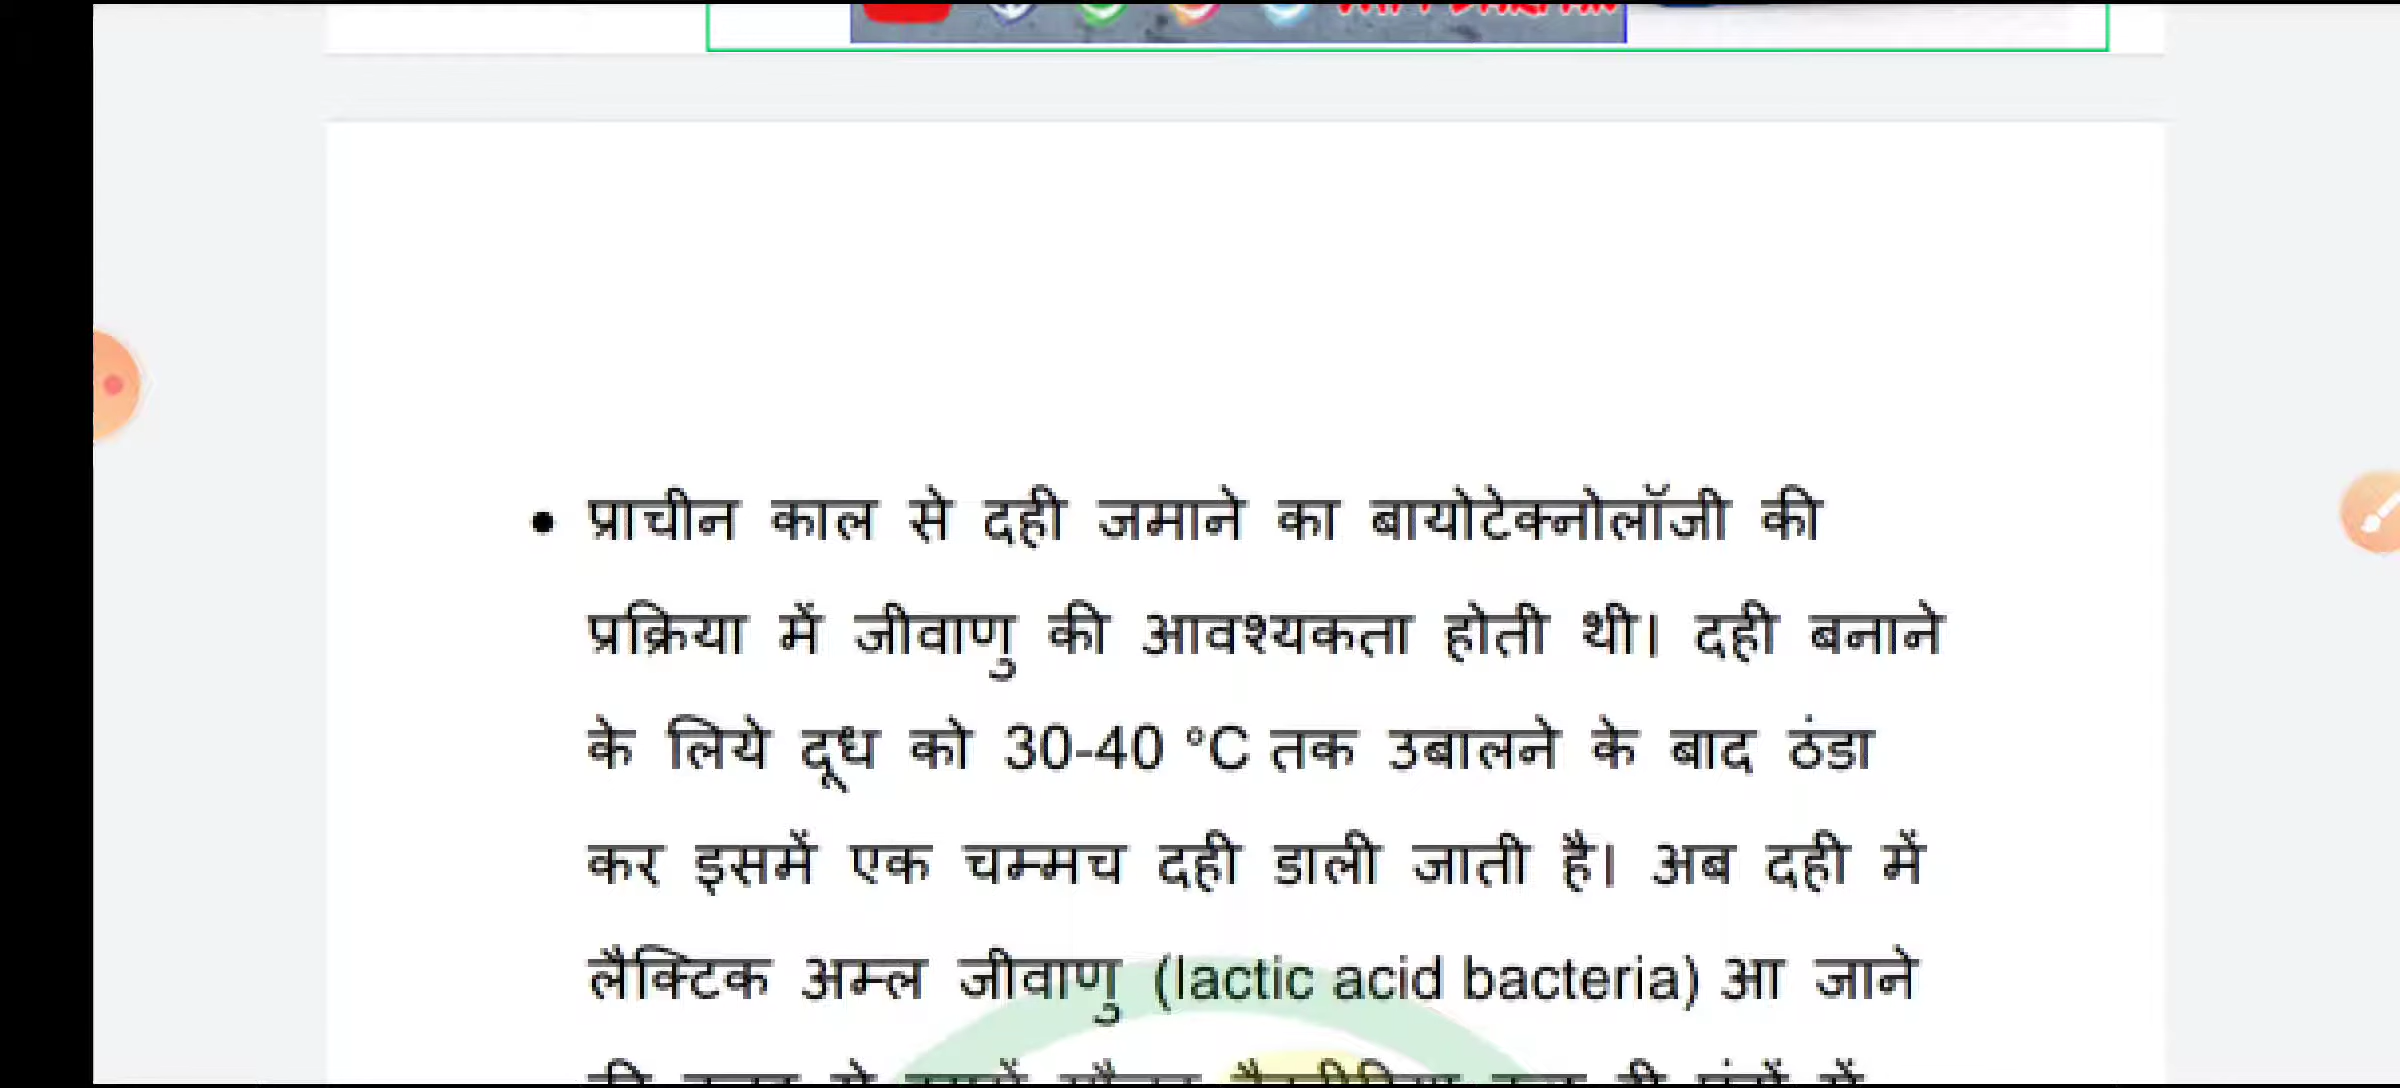 • प्राचीन काल से दही जमाने का बायोटेक्नोलॉजी की
प्रक्रिया में जीवाणु की आवश्यकता होती थी। दही बनाने
के लिये दूध को 30-40 °C तक उबालने के बाद ठंडा
कर इसमें एक चम्मच दही डाली जाती है। अब दही में
लैक्टिक अम्ल जीवाणु (lactic acid bacteria) आ जाने